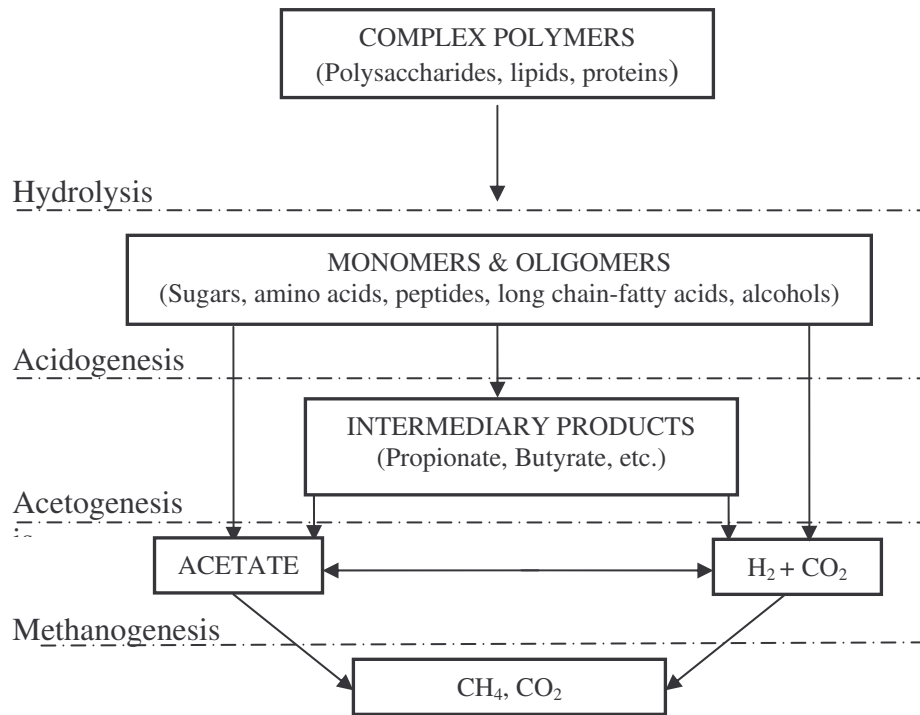 COMPLEX POLYMERS
(Polysaccharides, lipids, proteins)
Hydrolysis
MONOMERS & OLIGOMERS
(Sugars, amino acids, peptides, long chain-fatty acids, alcohols)
Acidogenesis
INTERMEDIARY PRODUCTS
(Propionate, Butyrate, etc.)
Acetogenesis
ACETATE
H₂ + CO₂
Methanogenesis
CH₄, CO₂